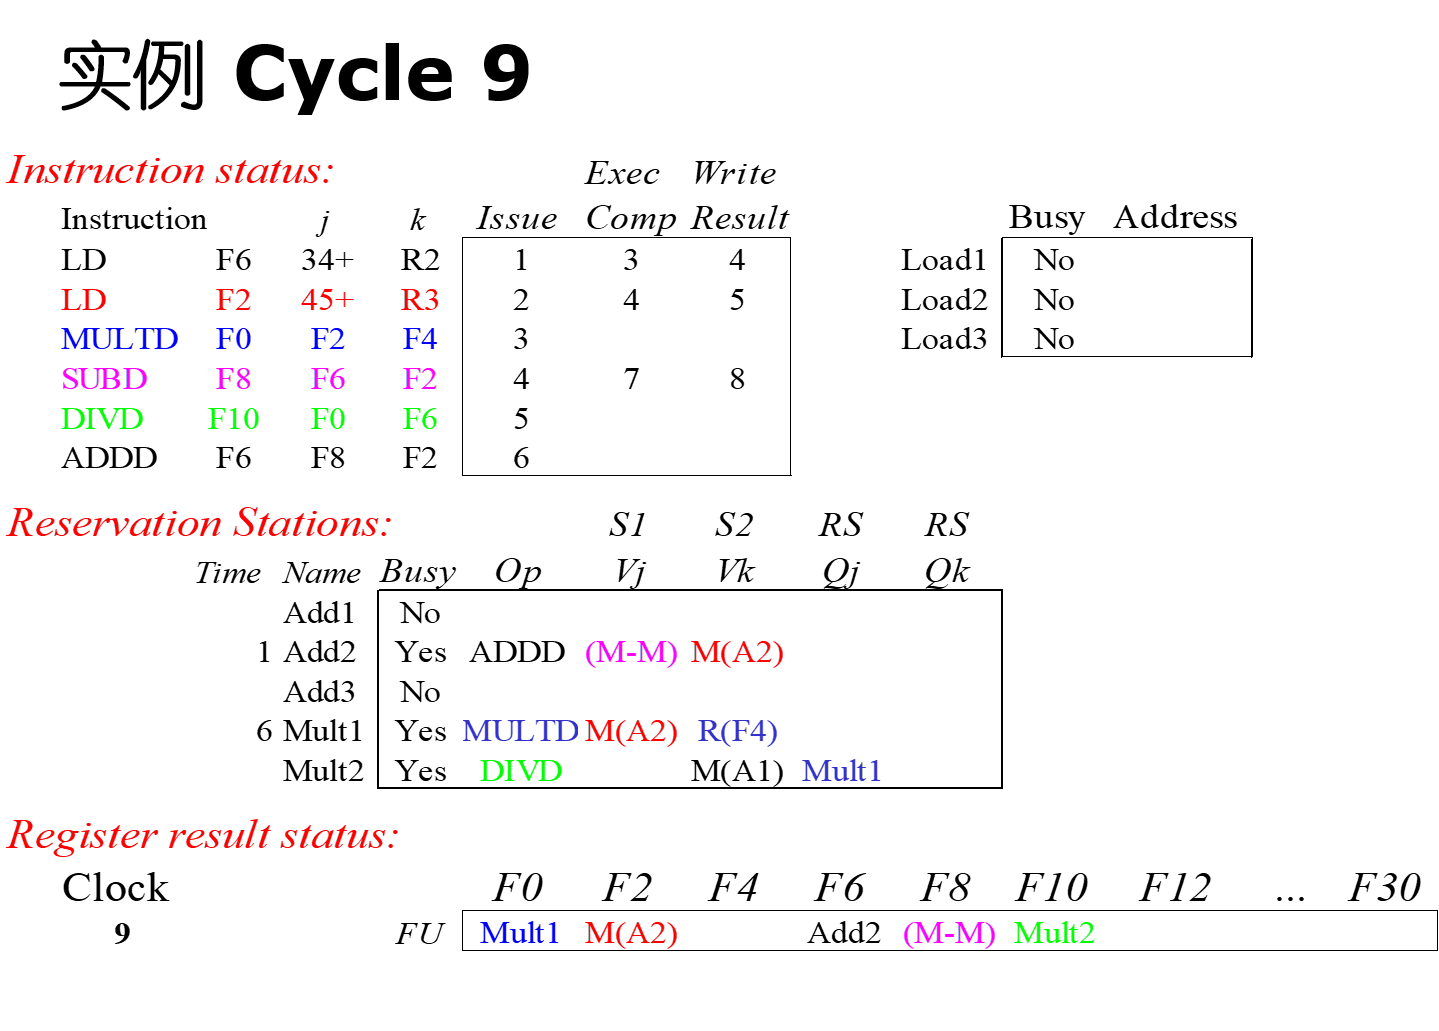 实例 Cycle 9
Instruction status:
Exec Write
Instruction j k Issue Comp Result Busy Address
LD F6 34+ R2 1 3 4 Load1 No
LD F2 45+ R3 2 4 5 Load2 No
MULTD F0 F2 F4 3 Load3 No
SUBD F8 F6 F2 4 7 8
DIVD F10 F0 F6 5
ADDD F6 F8 F2 6
Reservation Stations: S1 S2 RS RS
Time Name Busy Op Vj Vk Qj Qk
Add1 No
1 Add2 Yes ADDD (M-M) M(A2)
Add3 No
6 Mult1 Yes MULTD M(A2) R(F4)
Mult2 Yes DIVD M(A1) Mult1
Register result status:
Clock F0 F2 F4 F6 F8 F10 F12 ... F30
9 FU Mult1 M(A2) Add2 (M-M) Mult2